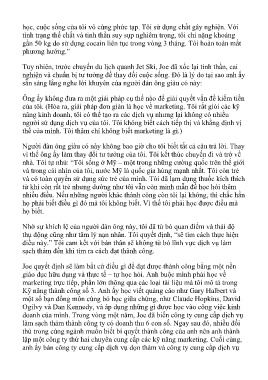 học, cuộc sống của tôi vô cùng phức tạp. Tôi sử dụng chất gây nghiện. Với
tình trạng thể chất và tinh thần suy sụp nghiêm trọng, tôi chỉ nặng khoảng
gần 50 kg do sử dụng cocain liên tục trong vòng 3 tháng. Tôi hoàn toàn mất
phương hướng.”
Tuy nhiên, trước chuyến du lịch quanh Jet Ski, Joe đã xốc lại tinh thần, cai
nghiện và chuẩn bị tư tưởng để thay đổi cuộc sống. Đó là lý do tại sao anh ấy
sẵn sàng lắng nghe lời khuyên của người đàn ông giàu có này:
Ông ấy không đưa ra một giải pháp cụ thể nào để giải quyết vấn đề kiếm tiền
của tôi. (Hóa ra, giải pháp đơn giản là học về marketing. Tôi rất giỏi các kỹ
năng kinh doanh, tôi có thể tạo ra các dịch vụ nhưng lại không có nhiều
người sử dụng dịch vụ của tôi. Tôi không biết cách tiếp thị và khẳng định vị
thế của mình. Tôi thậm chí không biết marketing là gì.)
Người đàn ông giàu có này không bao giờ cho tôi biết tất cả câu trả lời. Thay
vì thế ông ấy làm thay đổi tư tưởng của tôi. Tôi kết thúc chuyến đi và trở về
nhà. Tôi tự nhủ: “Tôi sống ở Mỹ – một trong những cường quốc trên thế giới
và trong cái nhìn của tôi, nước Mỹ là quốc gia hùng mạnh nhất. Tôi còn trẻ
và có quyền sử dụng sức trẻ của mình. Tôi đã lạm dụng thuốc kích thích
từ khi còn rất trẻ nhưng dường như tôi vẫn còn minh mẫn để học hỏi thêm
nhiều điều. Nếu những người khác thành công còn tôi lại không, thì chắc hẳn
họ phải biết điều gì đó mà tôi không biết. Vì thế tôi phải học được điều mà
họ biết.
Nhờ sự khích lệ của người đàn ông này, tôi đã từ bỏ quan điểm và thái độ
thụ động cũng như tâm lý nạn nhân. Tôi quyết định, “sẽ tìm cách thực hiện
điều này.” Tôi cam kết với bản thân sẽ không từ bỏ lĩnh vực dịch vụ làm
sạch thảm đến khi tìm ra cách đạt thành công.
Joe quyết định sẽ làm bất cứ điều gì để đạt được thành công bằng một nền
giáo dục hữu dụng và thực tế – tự học hỏi. Anh buộc mình phải học về
marketing trực tiếp, phần lớn thông qua các loại tài liệu mà tôi mô tả trong
Kỹ năng thành công số 3. Anh ấy học viết quảng cáo như Gary Halbert và
một số bạn đồng môn cùng bỏ học giữa chừng, như Claude Hopkins, David
Ogilvy và Dan Kennedy, và áp dụng những gì được học vào công việc kinh
doanh của mình. Trong vòng một năm, Joe đã biến công ty cung cấp dịch vụ
làm sạch thảm thành công ty có doanh thu 6 con số. Ngay sau đó, nhiều đối
thủ trong cùng ngành muốn biết bí quyết thành công của anh nên anh thành
lập một công ty thứ hai chuyên cung cấp các kỹ năng marketing. Cuối cùng,
anh ấy bán công ty cung cấp dịch vụ dọn thảm và công ty cung cấp dịch vụ